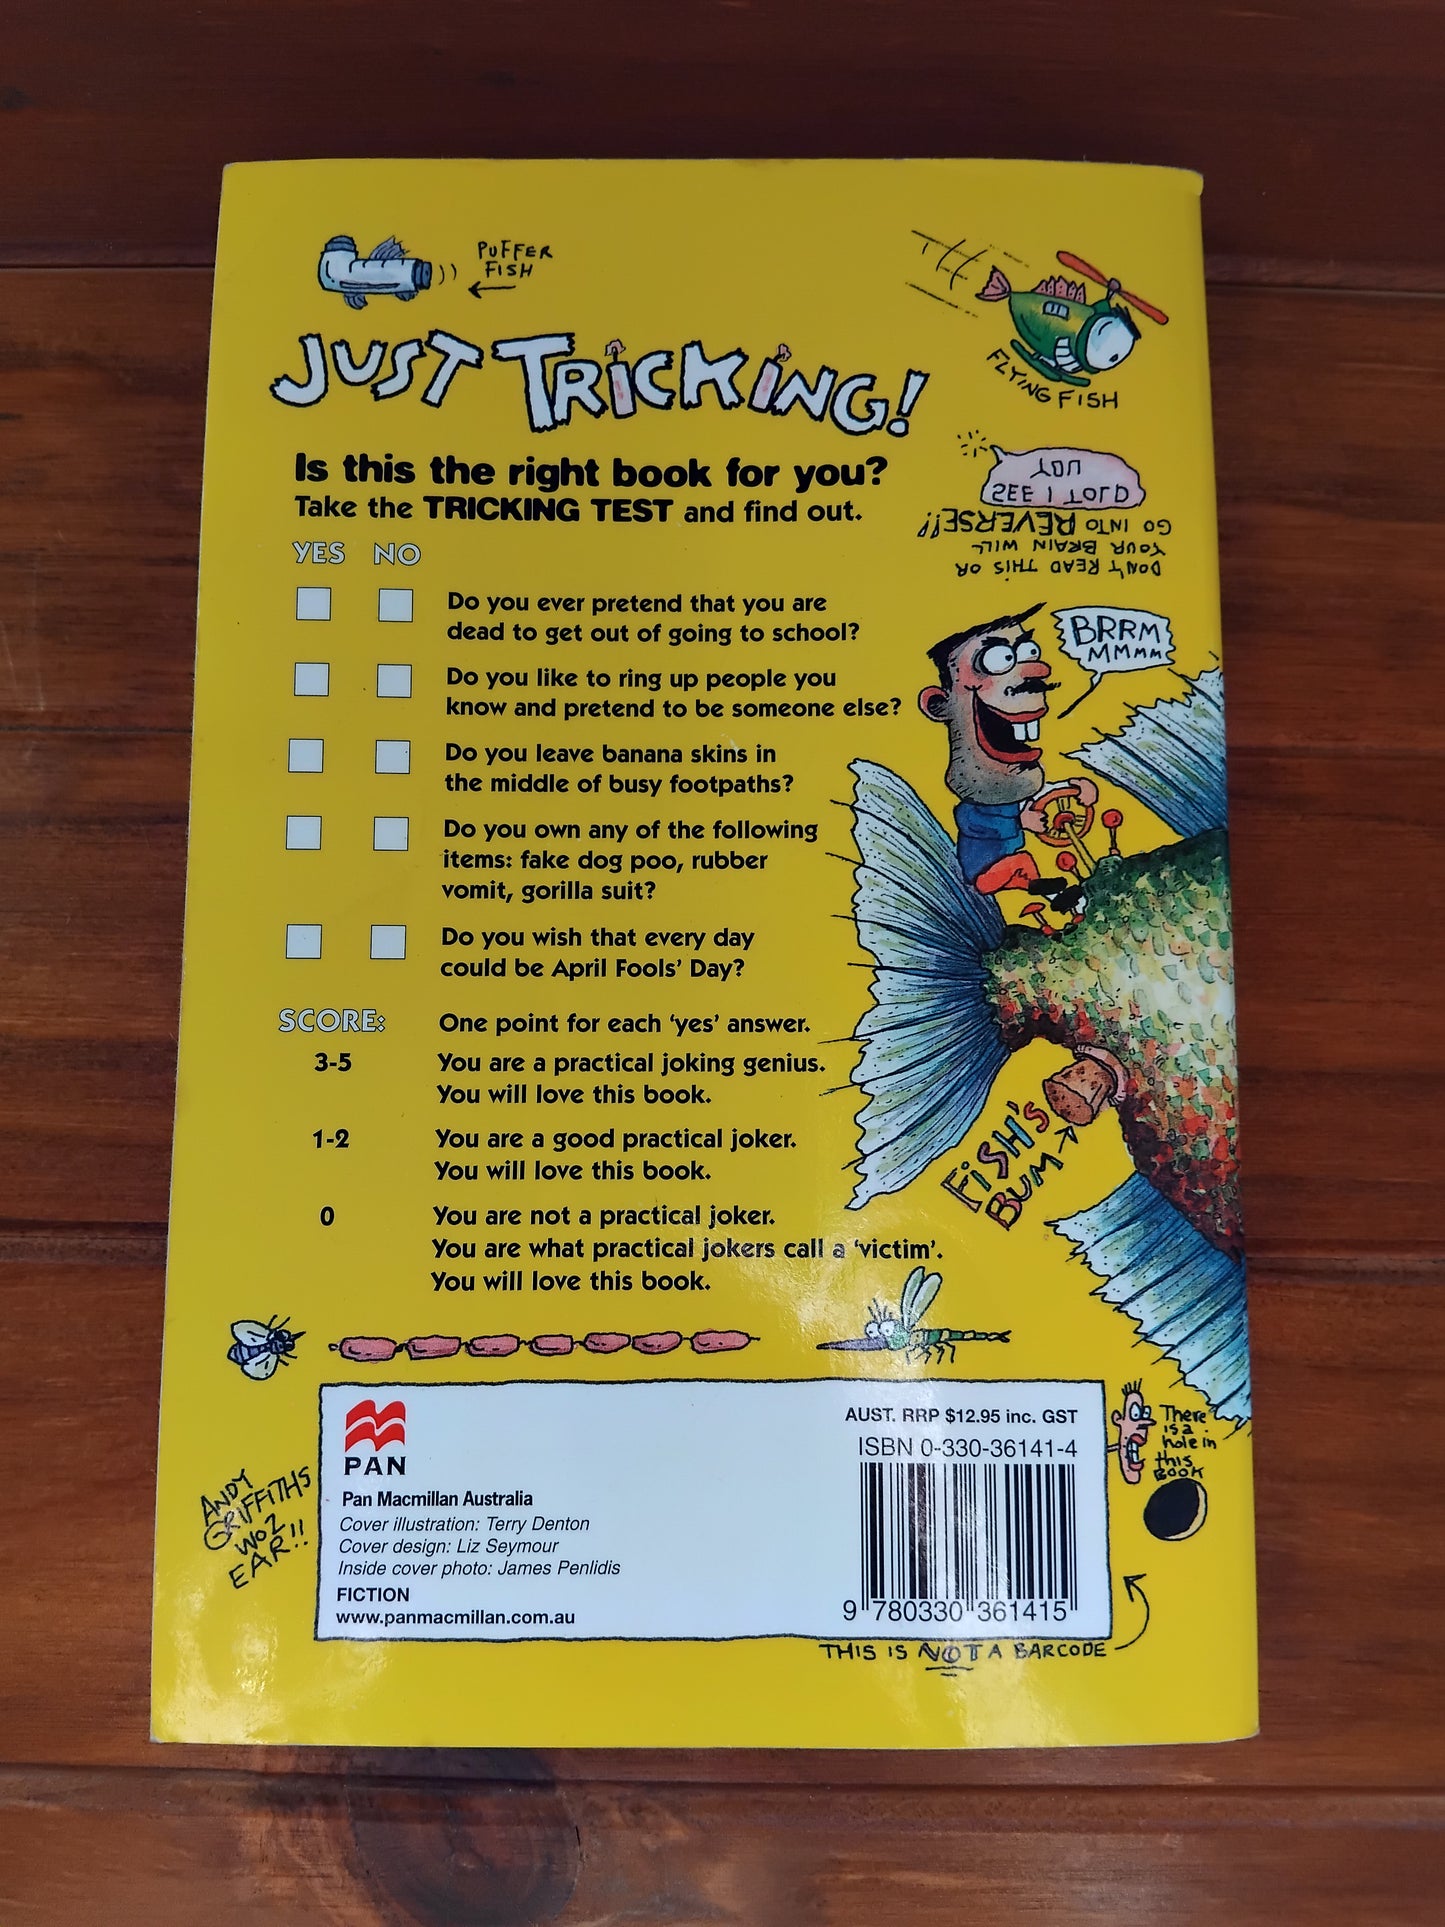 PUFFER
FISH
FLYING FISH
JUST TRICKING!
Is this the right book for you?
Take the TRICKING TEST and find out.
YES NO
Do you ever pretend that you are
dead to get out of going to school?
Do you like to ring up people you
know and pretend to be someone else?
Do you leave banana skins in
the middle of busy footpaths?
Do you own any of the following
items: fake dog poo, rubber
vomit, gorilla suit?
Do you wish that every day
could be April Fools' Day?
SCORE: One point for each 'yes' answer.
3-5 You are a practical joking genius.
You will love this book.
1-2 You are a good practical joker.
You will love this book.
0 You are not a practical joker.
You are what practical jokers call a 'victim'.
You will love this book.
DON'T READ THIS OR
YOUR BRAIN WILL
GO INTO REVERSE!!
SEE I TOLD
YOU
BRRM
MMMM
FISH'S
BUM
ANDY
GRIFFITHS
WOZ
EAR!!
PAN
Pan Macmillan Australia
Cover illustration: Terry Denton
Cover design: Liz Seymour
Inside cover photo: James Penlidis
FICTION
www.panmacmillan.com.au
AUST. RRP $12.95 inc. GST
ISBN 0-330-36141-4
9 780330 361415
There
is a
hole in
this
BOOK
THIS IS NOT A BARCODE